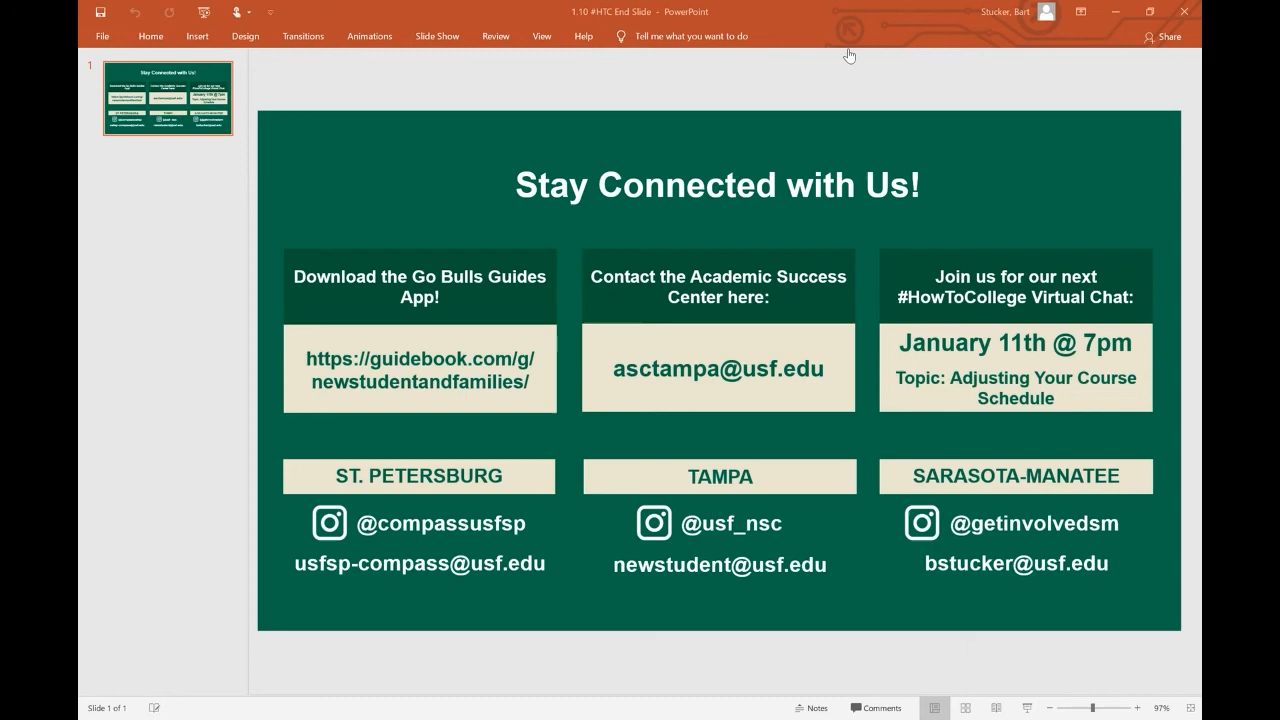 1.10 #HTC End Slide - PowerPoint
Stucker, Bart
File Home Insert Design Transitions Animations Slide Show Review View Help Tell me what you want to do Share
1
Stay Connected with Us!
Download the Go Bulls Guides
App!
https://guidebook.com/g/
newstudentandfamilies/
Contact the Academic Success
Center here:
asctampa@usf.edu
Join us for our next
#HowToCollege Virtual Chat:
January 11th @ 7pm
Topic: Adjusting Your Course
Schedule
ST. PETERSBURG
@compassusfsp
usfsp-compass@usf.edu
TAMPA
@usf_nsc
newstudent@usf.edu
SARASOTA-MANATEE
@getinvolvedsm
bstucker@usf.edu
Slide 1 of 1
Notes
Comments
97%